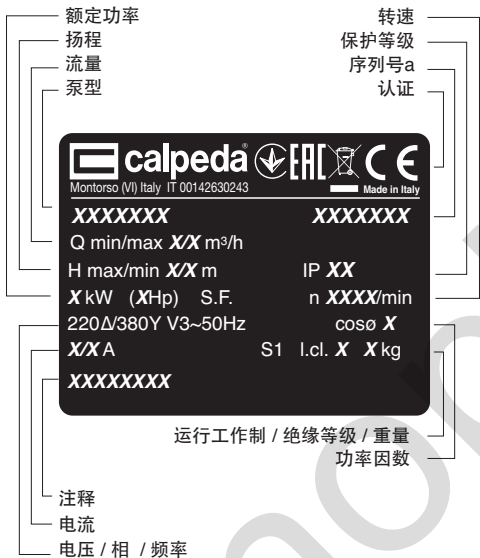 额定功率
扬程
流量
泵型
转速
保护等级
序列号a
认证
calpeda EAC CE
Montorso (VI) Italy IT 00142630243 Made in Italy
XXXXXXX XXXXXXX
Q min/max X/X m³/h
H max/min X/X m IP XX
X kW (XHp) S.F. n XXXX/min
220Δ/380Y V3~50Hz cosø X
X/X A S1 I.cl. X X kg
XXXXXXXX
运行工作制 / 绝缘等级 / 重量
功率因数
注释
电流
电压 / 相 / 频率